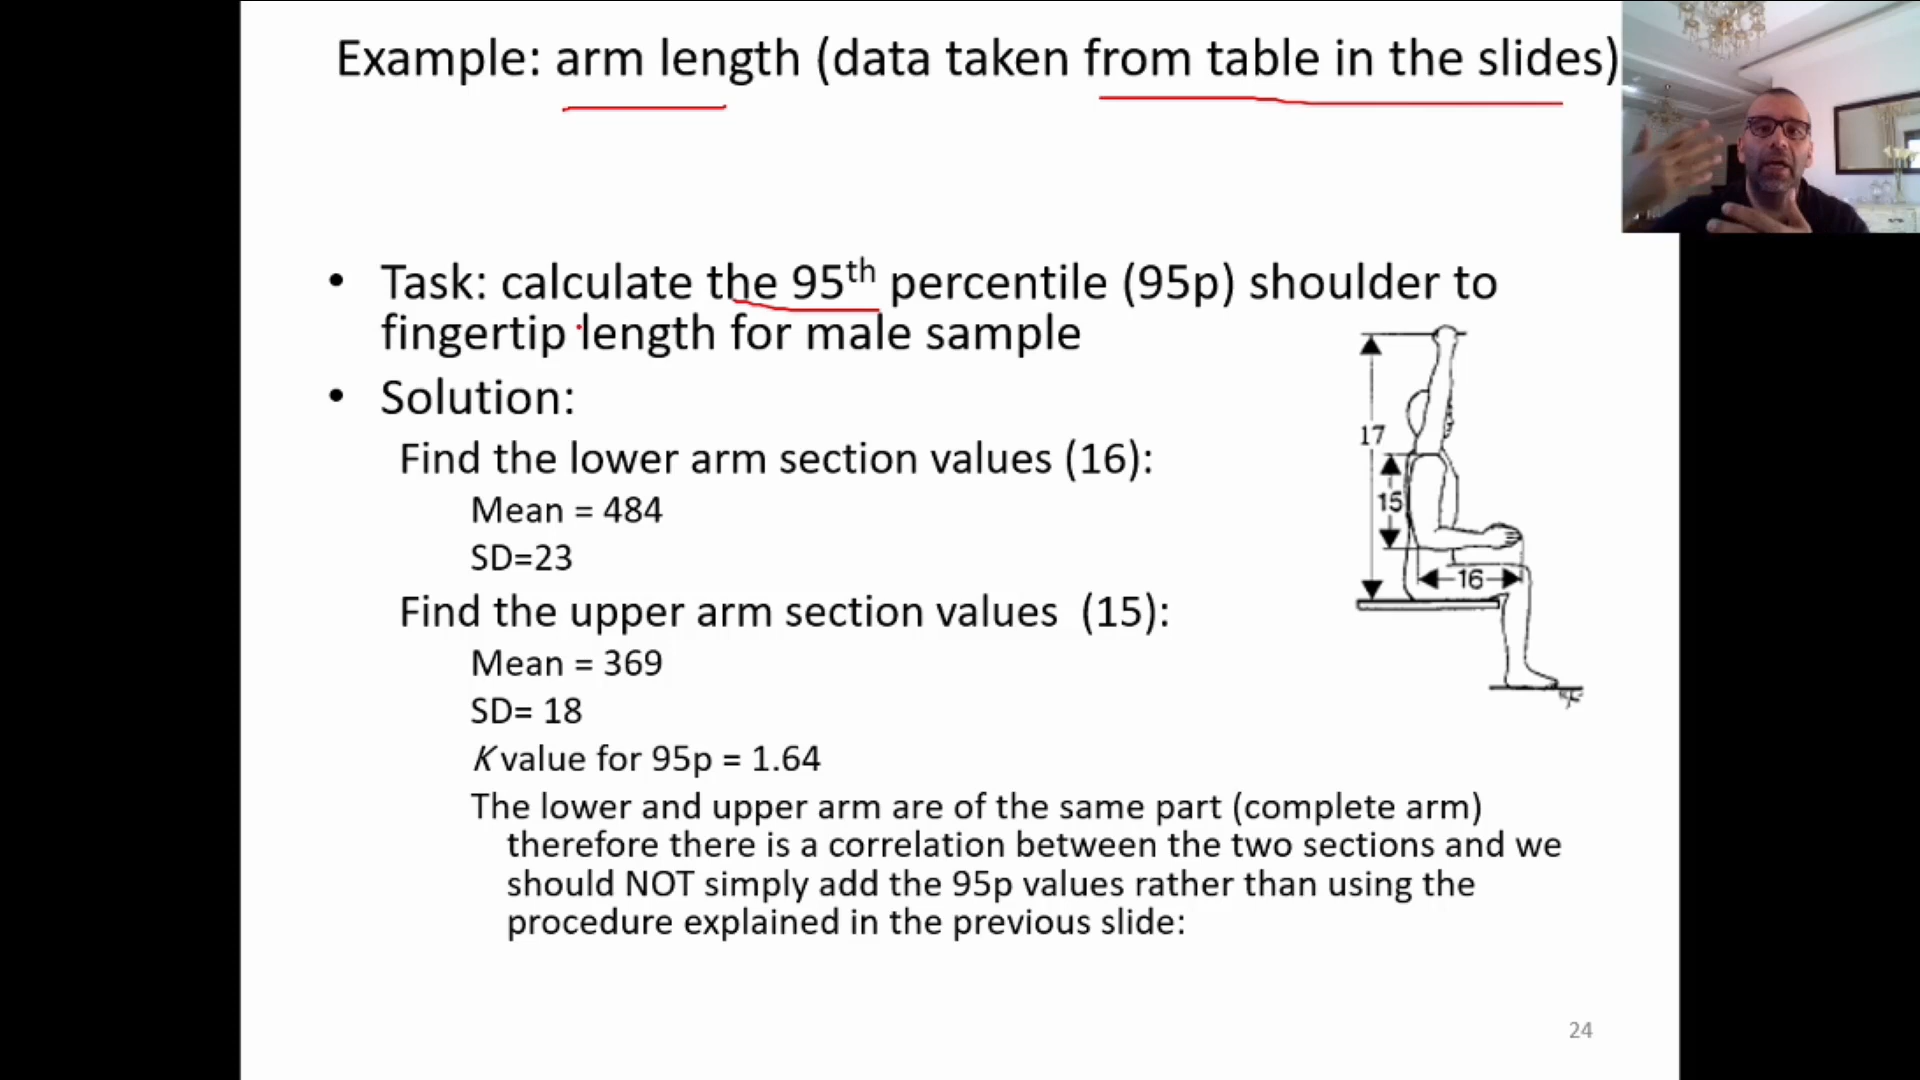 Example: arm length (data taken from table in the slides)
• Task: calculate the 95th percentile (95p) shoulder to
fingertip length for male sample
• Solution:
Find the lower arm section values (16):
Mean = 484
SD=23
Find the upper arm section values (15):
Mean = 369
SD= 18
K value for 95p = 1.64
The lower and upper arm are of the same part (complete arm)
therefore there is a correlation between the two sections and we
should NOT simply add the 95p values rather than using the
procedure explained in the previous slide:
17
15
16
24